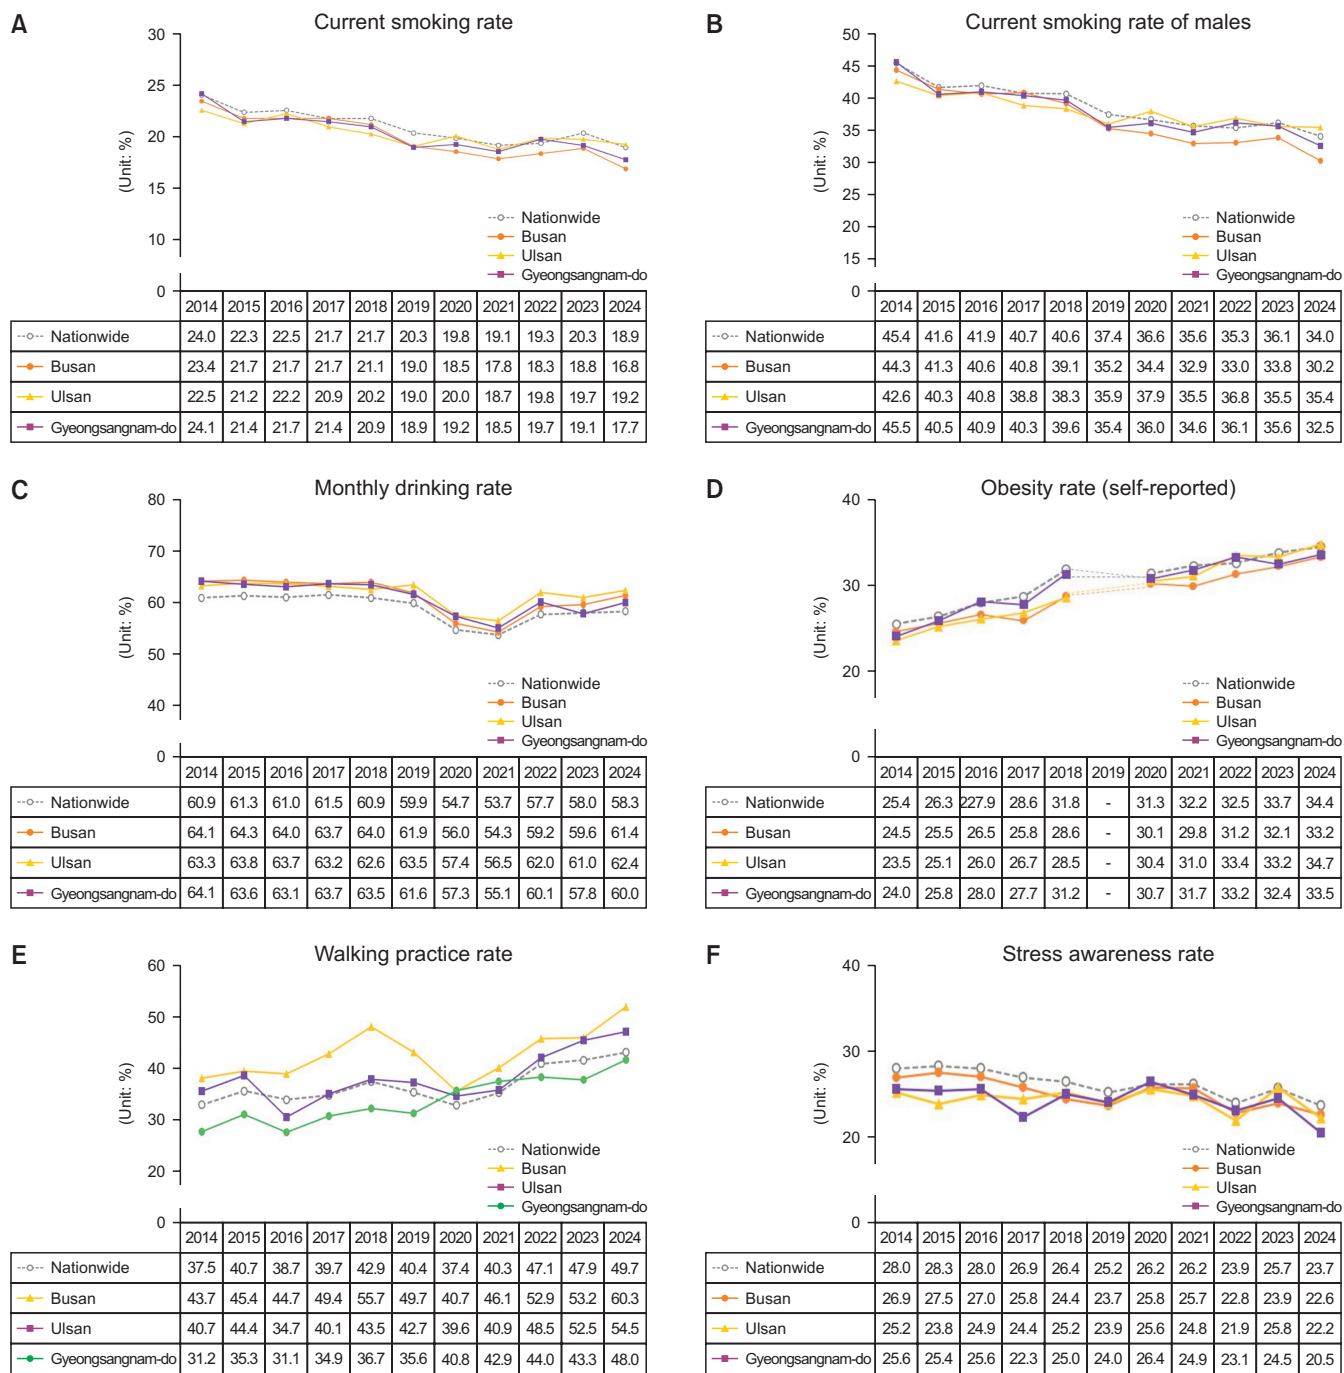 A Current smoking rate
30
25
20
15
10
0
(Unit: %)
Nationwide
Busan
Ulsan
Gyeongsangnam-do
2014 2015 2016 2017 2018 2019 2020 2021 2022 2023 2024
Nationwide 24.0 22.3 22.5 21.7 21.7 20.3 19.8 19.1 19.3 20.3 18.9
Busan 23.4 21.7 21.7 21.7 21.1 19.0 18.5 17.8 18.3 18.8 16.8
Ulsan 22.5 21.2 22.2 20.9 20.2 19.0 20.0 18.7 19.8 19.7 19.2
Gyeongsangnam-do 24.1 21.4 21.7 21.4 20.9 18.9 19.2 18.5 19.7 19.1 17.7
B Current smoking rate of males
50
45
40
35
30
25
20
15
0
(Unit: %)
Nationwide
Busan
Ulsan
Gyeongsangnam-do
2014 2015 2016 2017 2018 2019 2020 2021 2022 2023 2024
Nationwide 45.4 41.6 41.9 40.7 40.6 37.4 36.6 35.6 35.3 36.1 34.0
Busan 44.3 41.3 40.6 40.8 39.1 35.2 34.4 32.9 33.0 33.8 30.2
Ulsan 42.6 40.3 40.8 38.8 38.3 35.9 37.9 35.5 36.8 35.5 35.4
Gyeongsangnam-do 45.5 40.5 40.9 40.3 39.6 35.4 36.0 34.6 36.1 35.6 32.5
C Monthly drinking rate
80
70
60
50
40
0
(Unit: %)
Nationwide
Busan
Ulsan
Gyeongsangnam-do
2014 2015 2016 2017 2018 2019 2020 2021 2022 2023 2024
Nationwide 60.9 61.3 61.0 61.5 60.9 59.9 54.7 53.7 57.7 58.0 58.3
Busan 64.1 64.3 64.0 63.7 64.0 61.9 56.0 54.3 59.2 59.6 61.4
Ulsan 63.3 63.8 63.7 63.2 62.6 63.5 57.4 56.5 62.0 61.0 62.4
Gyeongsangnam-do 64.1 63.6 63.1 63.7 63.5 61.6 57.3 55.1 60.1 57.8 60.0
D Obesity rate (self-reported)
40
30
20
0
(Unit: %)
Nationwide
Busan
Ulsan
Gyeongsangnam-do
2014 2015 2016 2017 2018 2019 2020 2021 2022 2023 2024
Nationwide 25.4 26.3 227.9 28.6 31.8 - 31.3 32.2 32.5 33.7 34.4
Busan 24.5 25.5 26.5 25.8 28.6 - 30.1 29.8 31.2 32.1 33.2
Ulsan 23.5 25.1 26.0 26.7 28.5 - 30.4 31.0 33.4 33.2 34.7
Gyeongsangnam-do 24.0 25.8 28.0 27.7 31.2 - 30.7 31.7 33.2 32.4 33.5
E Walking practice rate
60
50
40
30
20
0
(Unit: %)
Nationwide
Busan
Ulsan
Gyeongsangnam-do
2014 2015 2016 2017 2018 2019 2020 2021 2022 2023 2024
Nationwide 37.5 40.7 38.7 39.7 42.9 40.4 37.4 40.3 47.1 47.9 49.7
Busan 43.7 45.4 44.7 49.4 55.7 49.7 40.7 46.1 52.9 53.2 60.3
Ulsan 40.7 44.4 34.7 40.1 43.5 42.7 39.6 40.9 48.5 52.5 54.5
Gyeongsangnam-do 31.2 35.3 31.1 34.9 36.7 35.6 40.8 42.9 44.0 43.3 48.0
F Stress awareness rate
40
30
20
0
(Unit: %)
Nationwide
Busan
Ulsan
Gyeongsangnam-do
2014 2015 2016 2017 2018 2019 2020 2021 2022 2023 2024
Nationwide 28.0 28.3 28.0 26.9 26.4 25.2 26.2 26.2 23.9 25.7 23.7
Busan 26.9 27.5 27.0 25.8 24.4 23.7 25.8 25.7 22.8 23.9 22.6
Ulsan 25.2 23.8 24.9 24.4 25.2 23.9 25.6 24.8 21.9 25.8 22.2
Gyeongsangnam-do 25.6 25.4 25.6 22.3 25.0 24.0 26.4 24.9 23.1 24.5 20.5